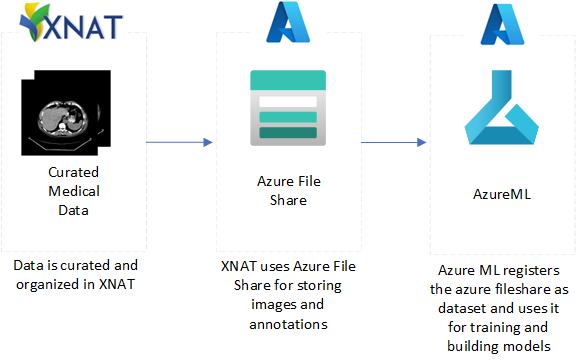 XNAT
Curated
Medical
Data
Data is curated and
organized in XNAT
Azure File
Share
XNAT uses Azure File
Share for storing
images and
annotations
AzureML
Azure ML registers
the azure fileshare as
dataset and uses it
for training and
building models